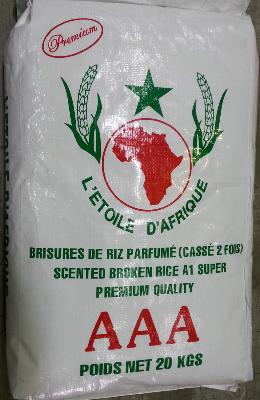 Premium
L'ETOILE D'AFRIQUE
BRISURES DE RIZ PARFUMÉ (CASSÉ 2 FOIS)
SCENTED BROKEN RICE A1 SUPER
PREMIUM QUALITY
AAA
POIDS NET 20 KGS